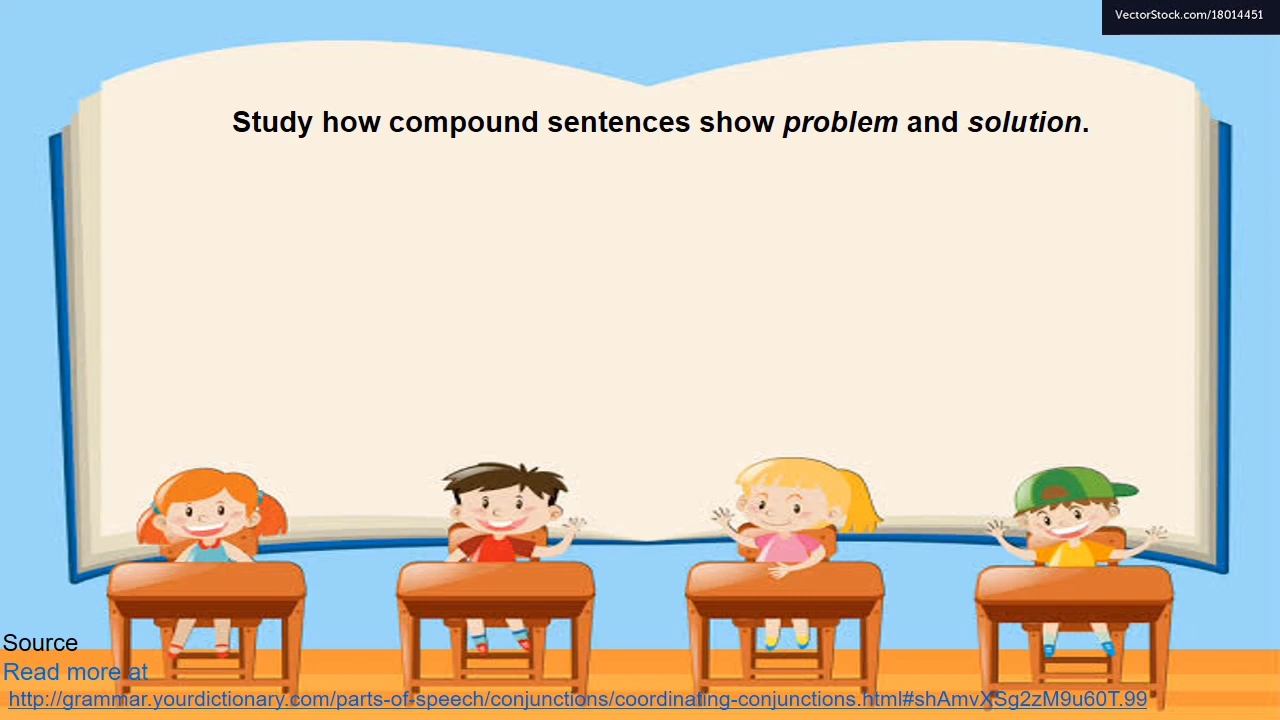 VectorStock.com/18014451
Study how compound sentences show problem and solution.
Source
Read more at
http://grammar.yourdictionary.com/parts-of-speech/conjunctions/coordinating-conjunctions.html#shAmvXSg2zM9u60T.99